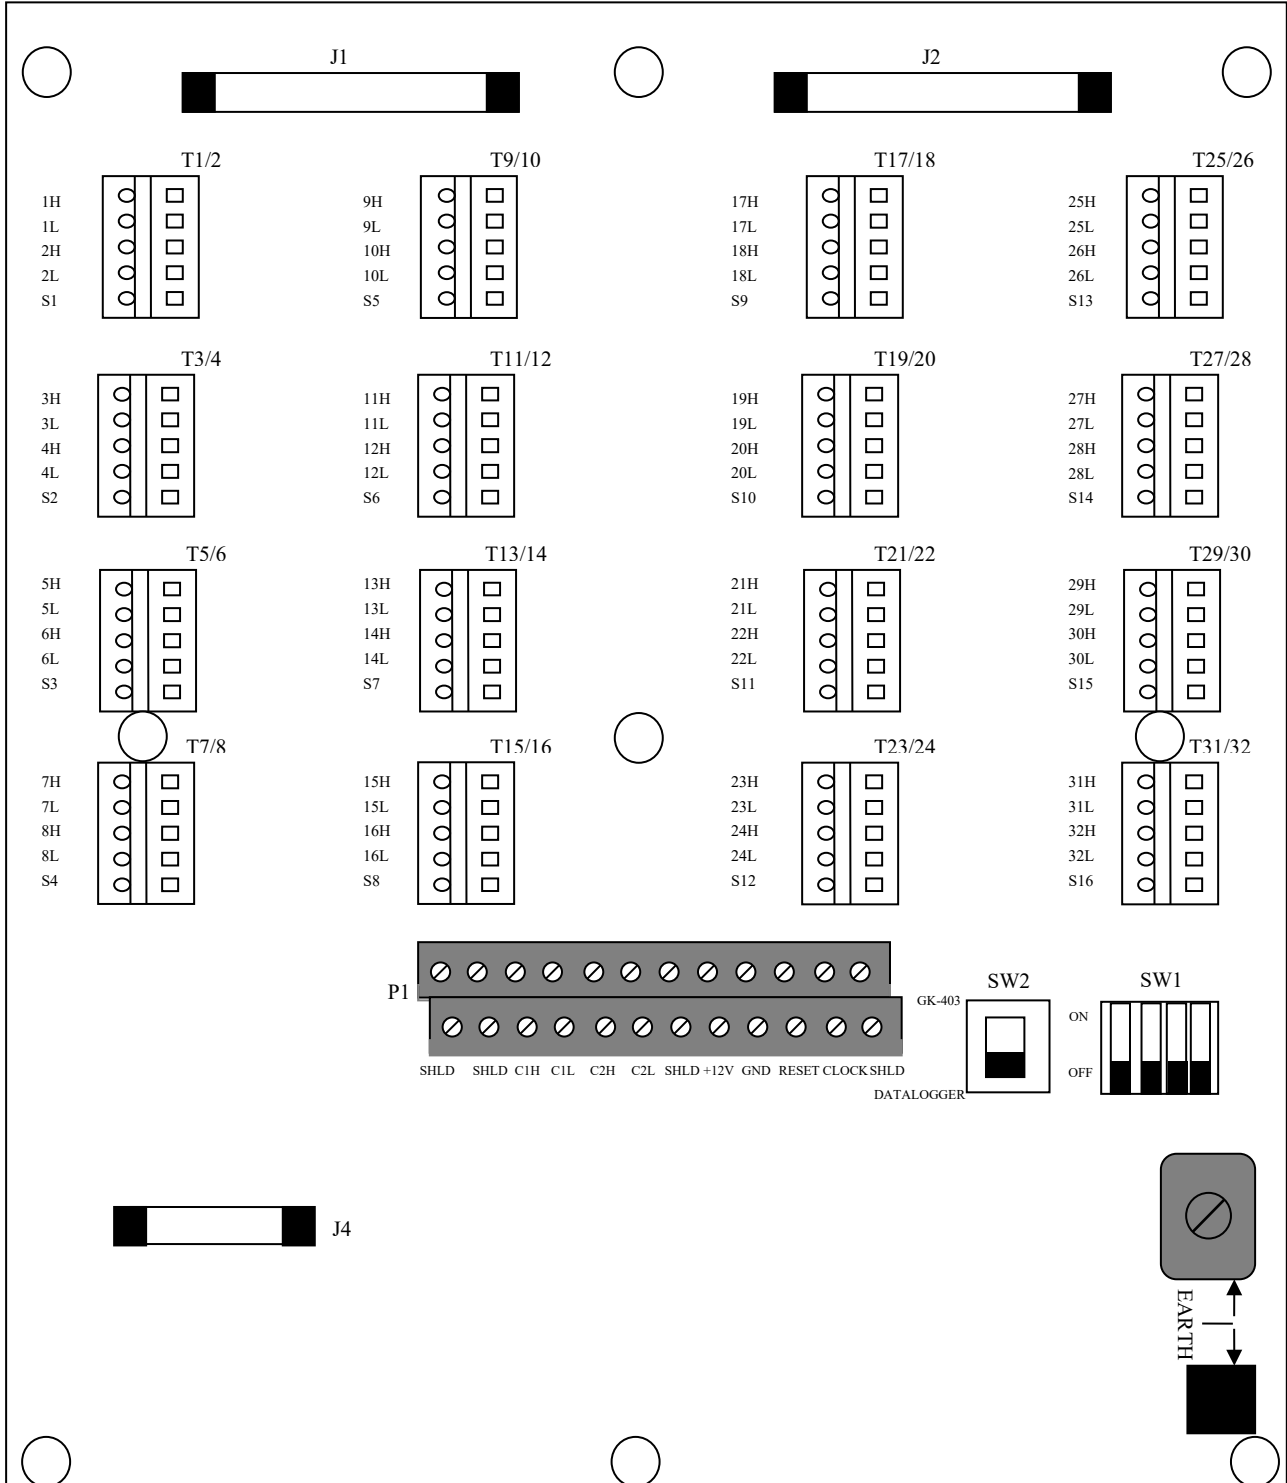 J1
J2
T1/2
T9/10
T17/18
T25/26
1H
1L
2H
2L
S1
9H
9L
10H
10L
S5
17H
17L
18H
18L
S9
25H
25L
26H
26L
S13
T3/4
T11/12
T19/20
T27/28
3H
3L
4H
4L
S2
11H
11L
12H
12L
S6
19H
19L
20H
20L
S10
27H
27L
28H
28L
S14
T5/6
T13/14
T21/22
T29/30
5H
5L
6H
6L
S3
13H
13L
14H
14L
S7
21H
21L
22H
22L
S11
29H
29L
30H
30L
S15
T7/8
T15/16
T23/24
T31/32
7H
7L
8H
8L
S4
15H
15L
16H
16L
S8
23H
23L
24H
24L
S12
31H
31L
32H
32L
S16
P1
SHLD SHLD C1H C1L C2H C2L SHLD +12V GND RESET CLOCK SHLD
SW2
GK-403
DATALOGGER
SW1
ON
OFF
J4
EARTH